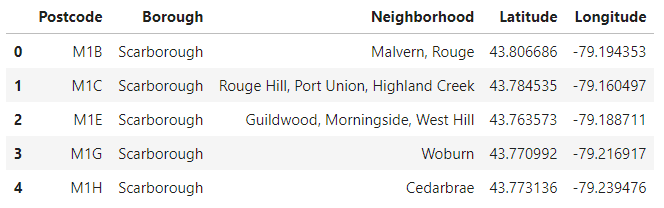 Postcode Borough Neighborhood Latitude Longitude
0 M1B Scarborough Malvern, Rouge 43.806686 -79.194353
1 M1C Scarborough Rouge Hill, Port Union, Highland Creek 43.784535 -79.160497
2 M1E Scarborough Guildwood, Morningside, West Hill 43.763573 -79.188711
3 M1G Scarborough Woburn 43.770992 -79.216917
4 M1H Scarborough Cedarbrae 43.773136 -79.239476